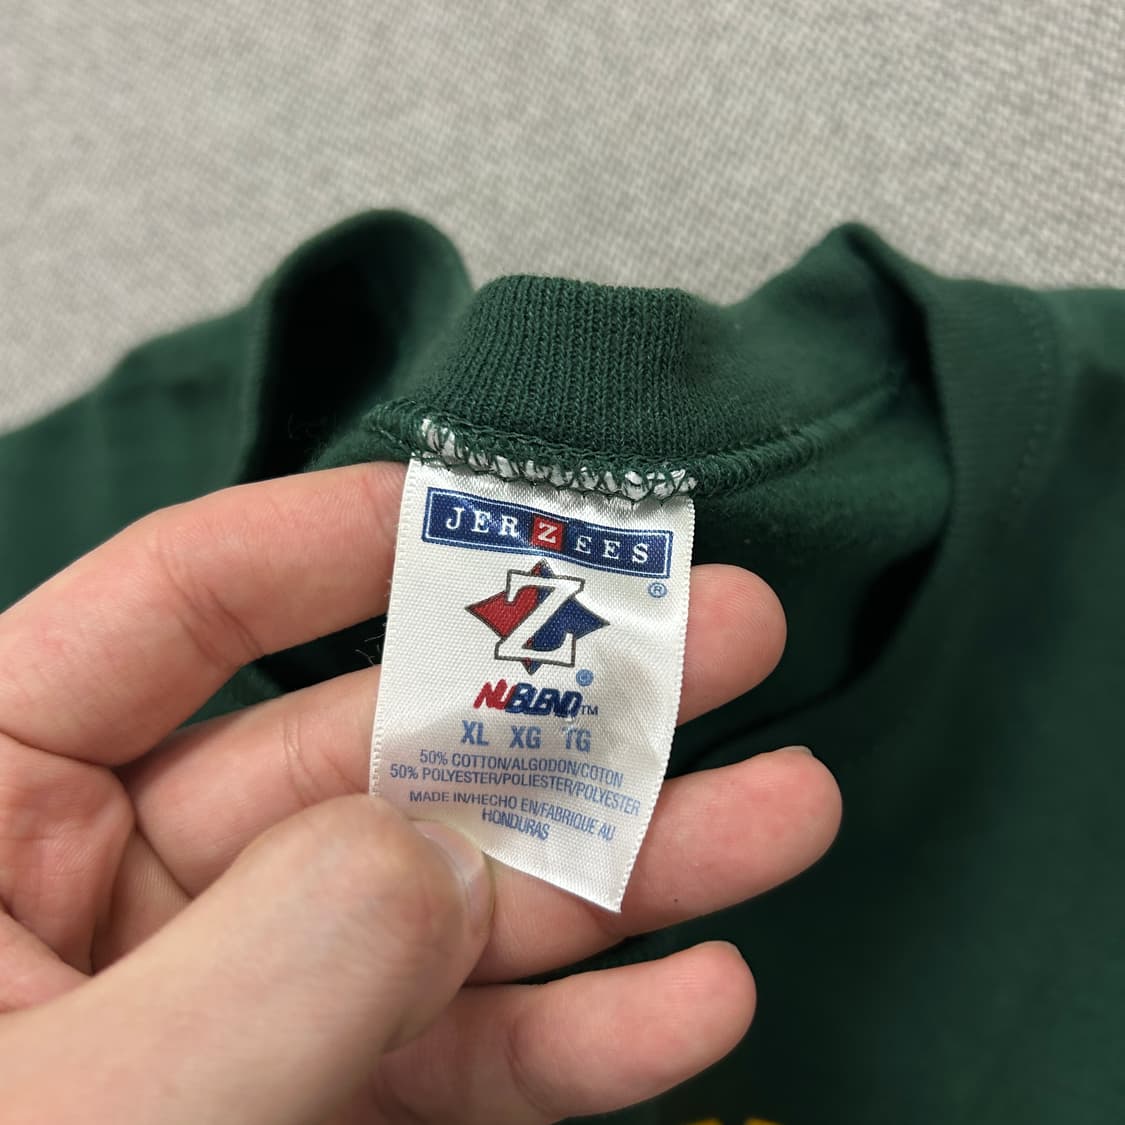 JERZEES
®
Z
®
NUBLEND™
XL XG TG
50% COTTON/ALGODON/COTON
50% POLYESTER/POLIESTER/POLYESTER
MADE IN/HECHO EN/FABRIQUE AU
HONDURAS